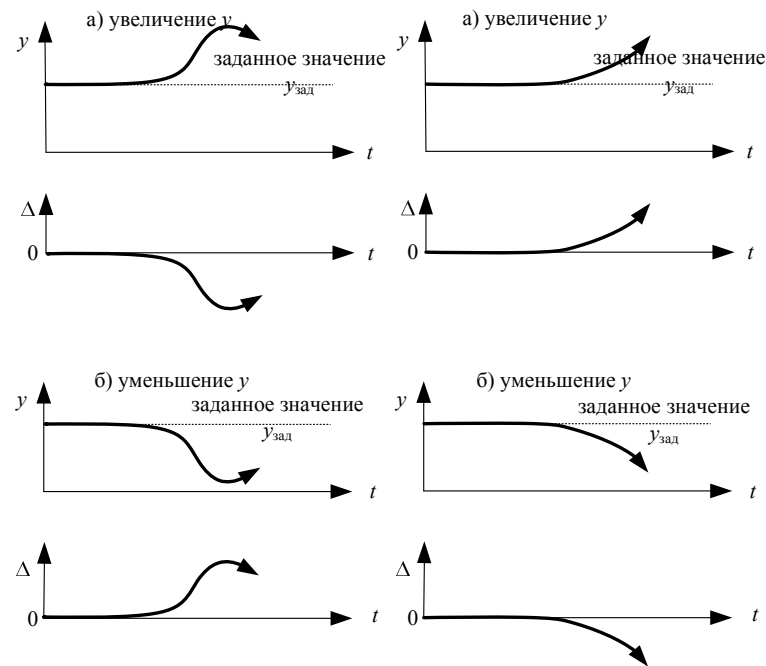 а) увеличение y
y
заданное значение
yзад
t
Δ
0
t
а) увеличение y
y
заданное значение
yзад
t
Δ
0
t
б) уменьшение y
y
заданное значение
yзад
t
Δ
0
t
б) уменьшение y
y
заданное значение
yзад
t
Δ
0
t